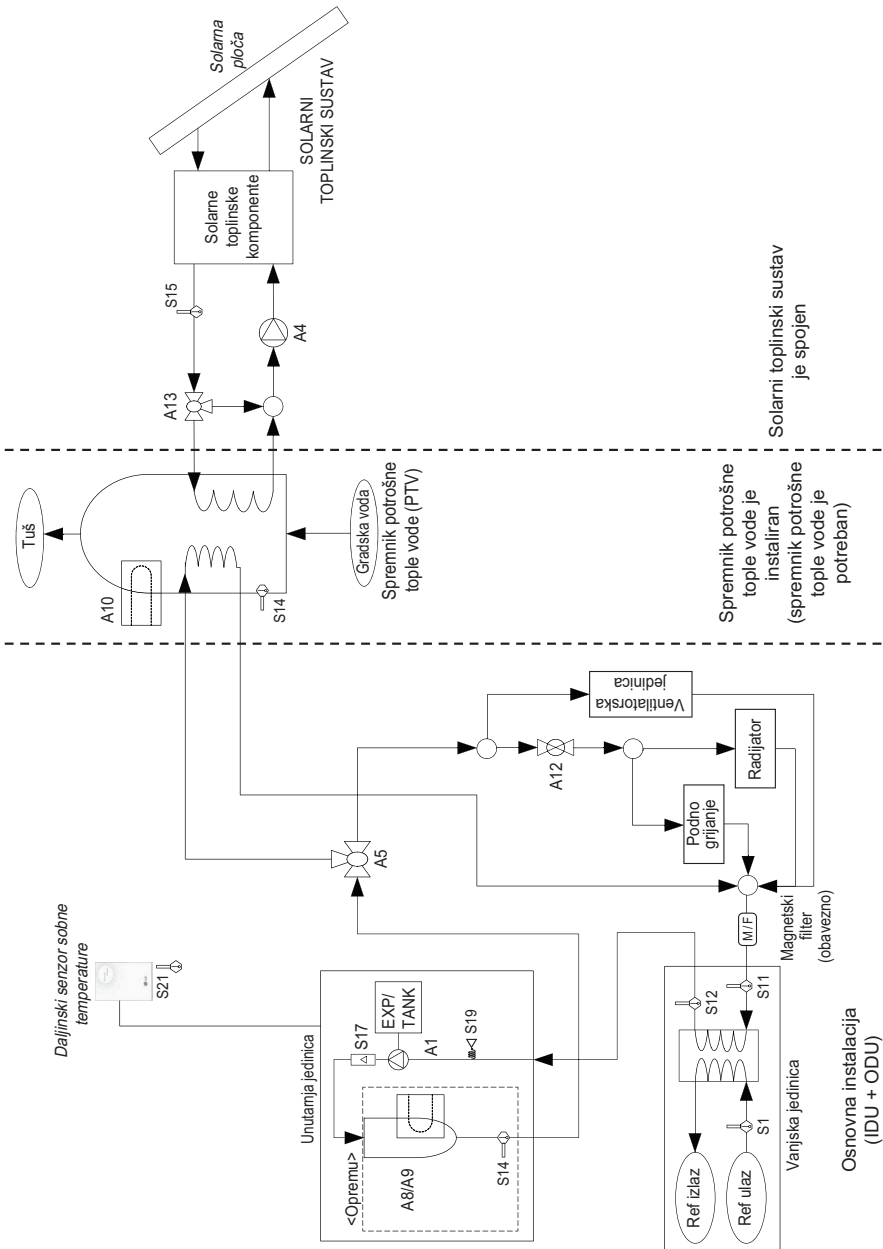 Solarna
ploča
SOLARNI
TOPLINSKI SUSTAV
Solarne
toplinske
komponente
S15
A4
A13
Solarni toplinski sustav
je spojen
Tuš
A10
S14
Gradska voda
Spremnik potrošne
tople vode (PTV)
Spremnik potrošne
tople vode je
instaliran
(spremnik potrošne
tople vode je
potreban)
Daljinski senzor sobne
temperature
S21
A5
Ventilatorska
jedinica
A12
Radijator
Podno
grijanje
M / F
Magnetski
filter
(obavezno)
Unutarnja jedinica
S17
EXP/
TANK
A1
S19
<Opremu>
A8/A9
S14
S12
S11
S1
Ref izlaz
Ref ulaz
Vanjska jedinica
Osnovna instalacija
(IDU + ODU)